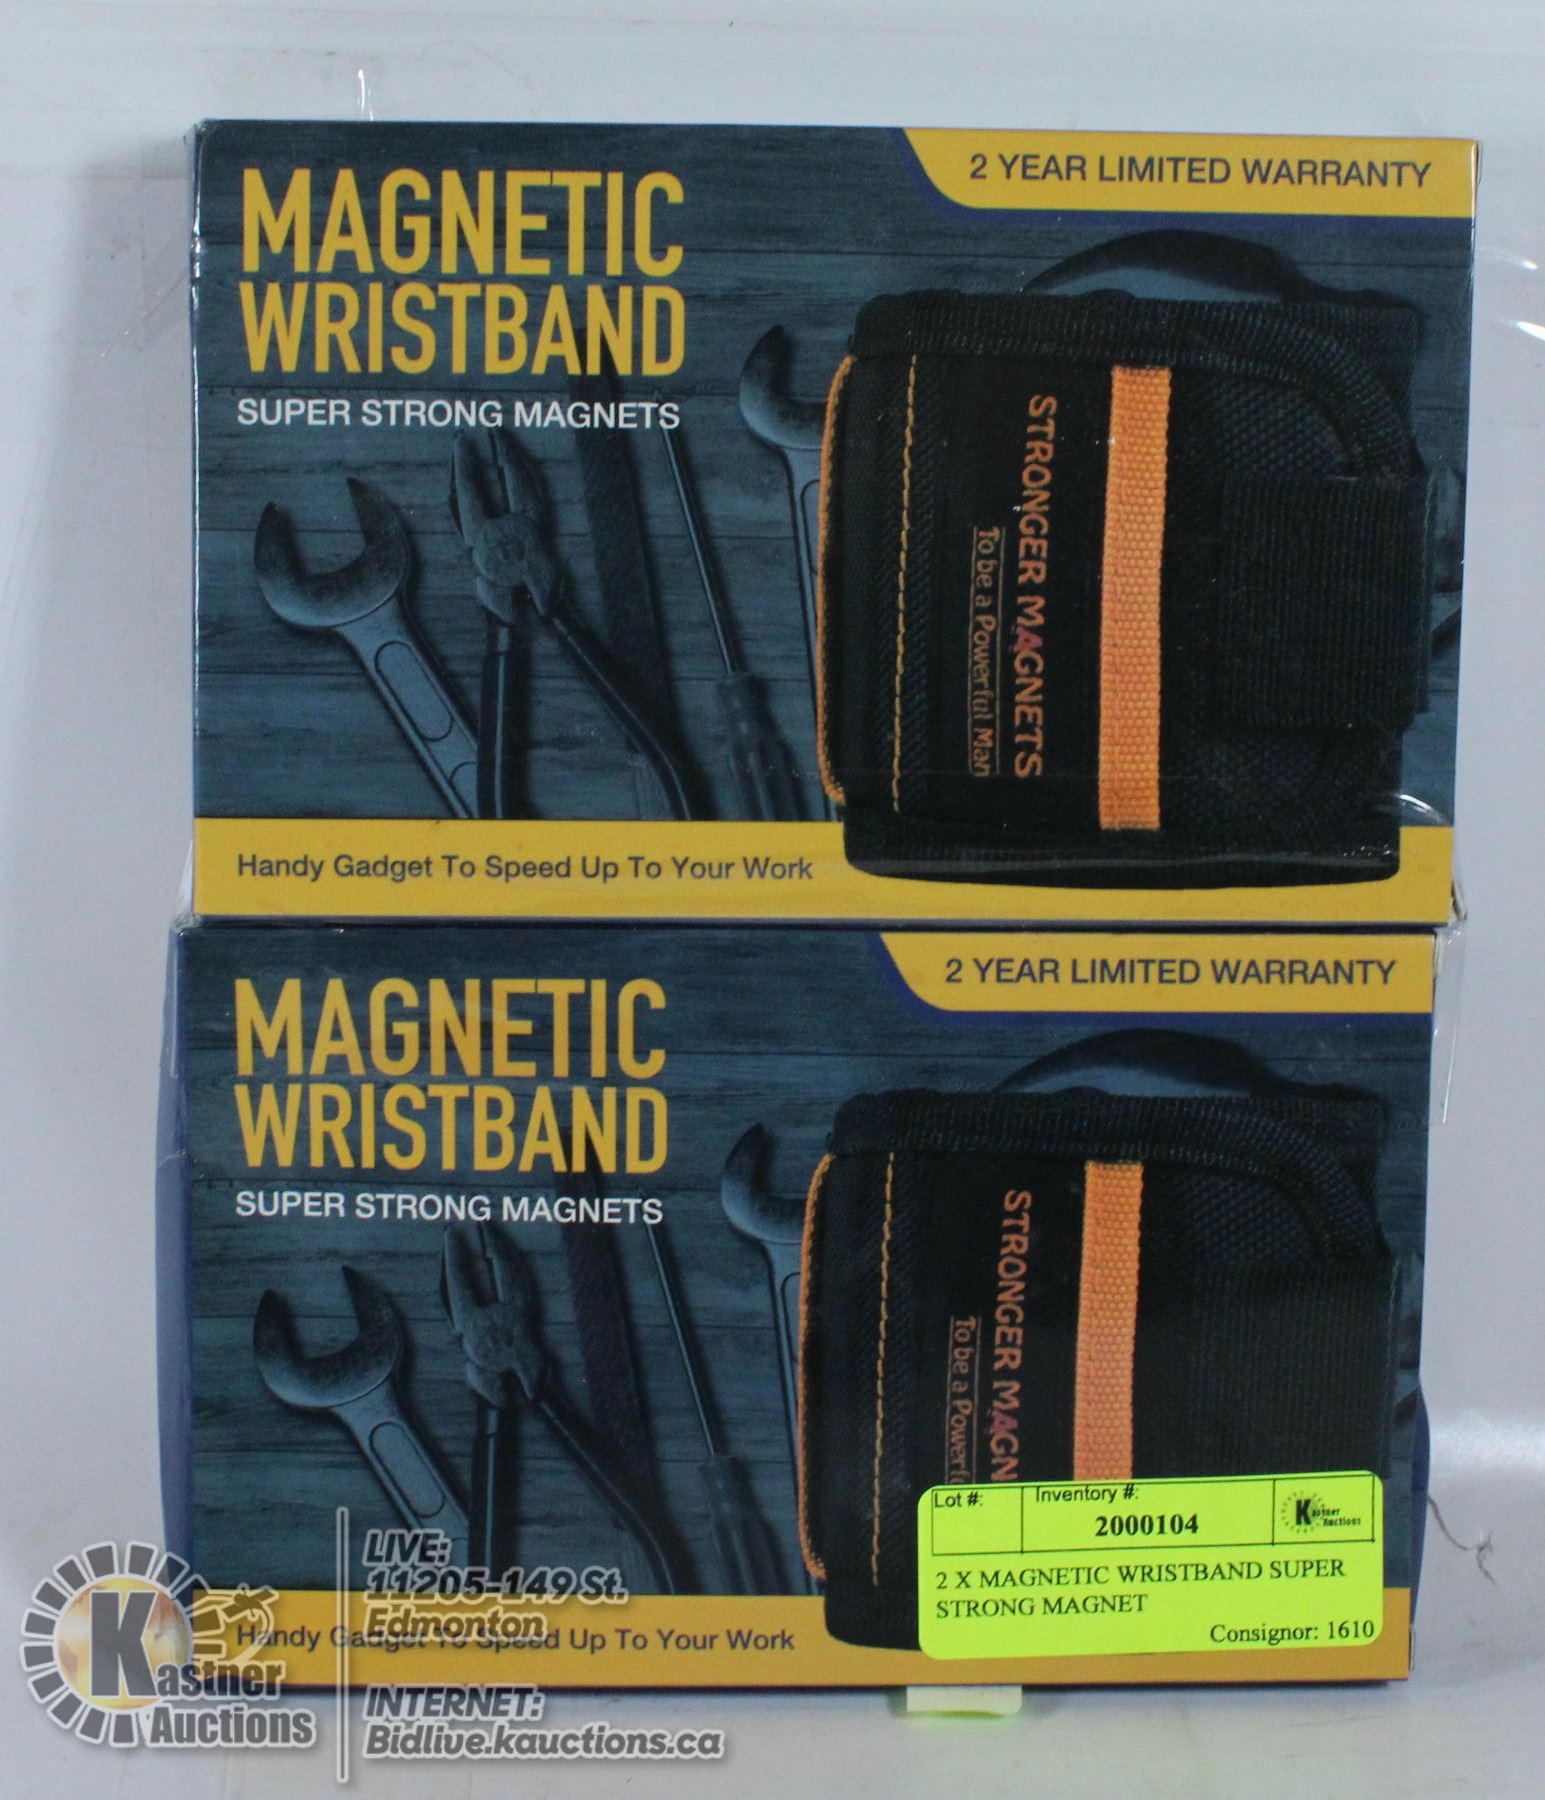 MAGNETIC
WRISTBAND
SUPER STRONG MAGNETS
2 YEAR LIMITED WARRANTY
STRONGER MAGNETS
To be a Powerful Man
Handy Gadget To Speed Up To Your Work
MAGNETIC
WRISTBAND
SUPER STRONG MAGNETS
2 YEAR LIMITED WARRANTY
STRONGER MAGN
To be a Powerf
Handy Gadget To Speed Up To Your Work
Lot #:
Inventory #:
2000104
Kastner
Auctions
2 X MAGNETIC WRISTBAND SUPER
STRONG MAGNET
Consignor: 1610
Kastner
Auctions
LIVE:
11205-149 St.
Edmonton
INTERNET:
Bidlive.kauctions.ca